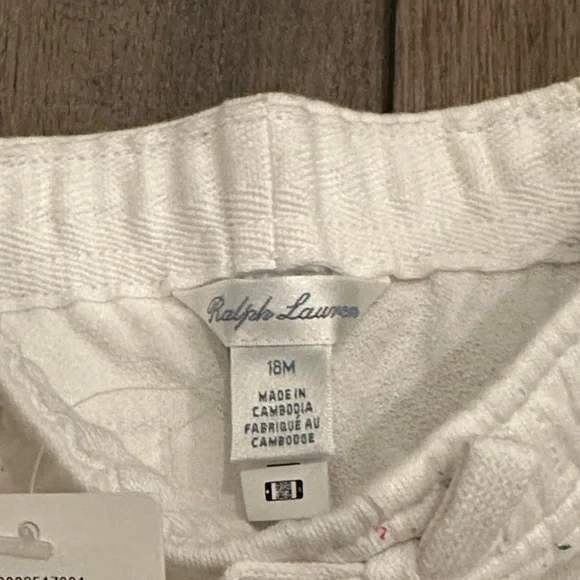 Ralph Lauren
18M
MADE IN
CAMBODIA
FABRIQUÉ AU
CAMBODGE